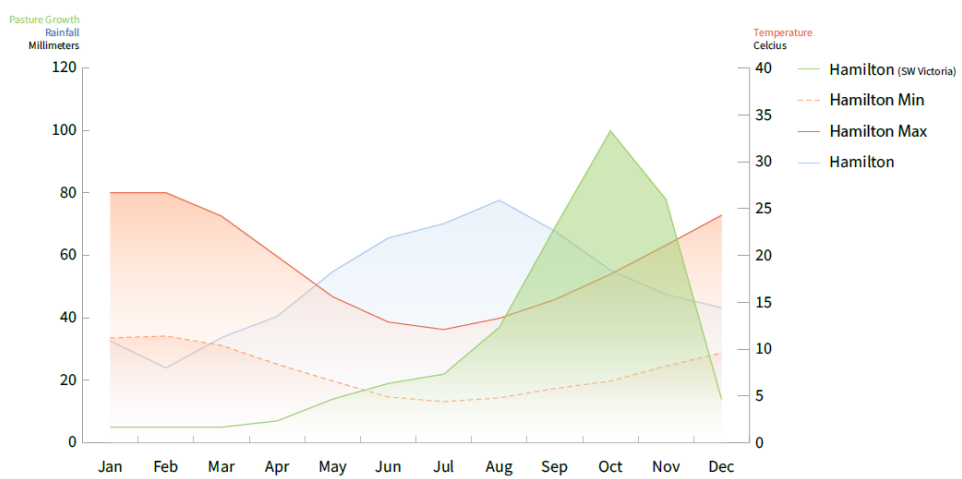 Pasture Growth
Rainfall
Millimeters
Temperature
Celcius
120
100
80
60
40
20
0
40
35
30
25
20
15
10
5
0
Hamilton (SW Victoria)
Hamilton Min
Hamilton Max
Hamilton
Jan Feb Mar Apr May Jun Jul Aug Sep Oct Nov Dec